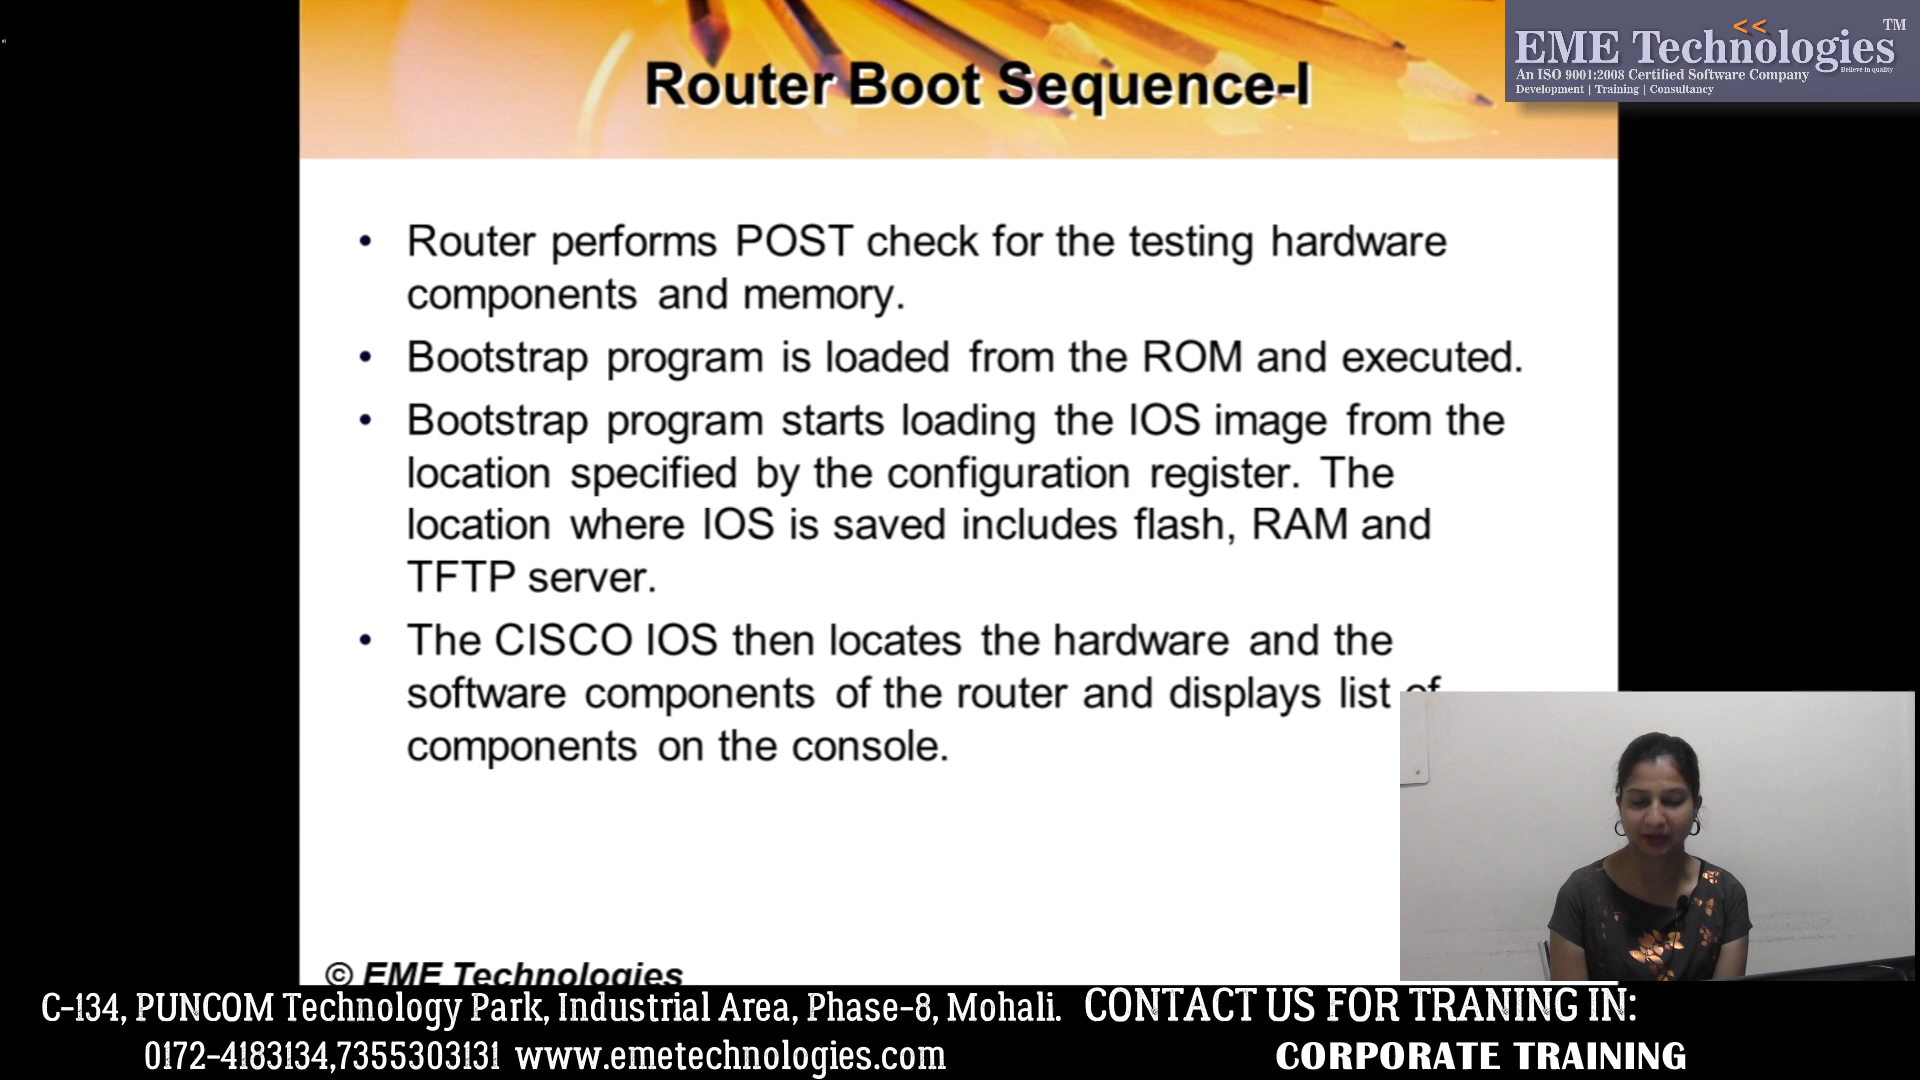 Router Boot Sequence-I
<<
EME Technologies TM
Believe in quality
An ISO 9001:2008 Certified Software Company
Development | Training | Consultancy
• Router performs POST check for the testing hardware
components and memory.
• Bootstrap program is loaded from the ROM and executed.
• Bootstrap program starts loading the IOS image from the
location specified by the configuration register. The
location where IOS is saved includes flash, RAM and
TFTP server.
• The CISCO IOS then locates the hardware and the
software components of the router and displays list of
components on the console.
© EME Technologies
C-134, PUNCOM Technology Park, Industrial Area, Phase-8, Mohali. CONTACT US FOR TRANING IN:
0172-4183134,7355303131 www.emetechnologies.com CORPORATE TRAINING